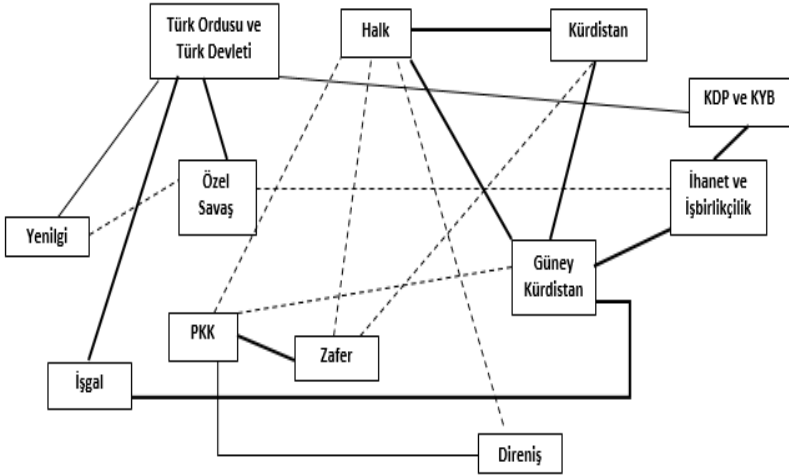 Türk Ordusu ve
Türk Devleti
Halk
Kürdistan
KDP ve KYB
Özel
Savaş
İhanet ve
İşbirlikçilik
Yenilgi
Güney
Kürdistan
PKK
Zafer
İşgal
Direniş